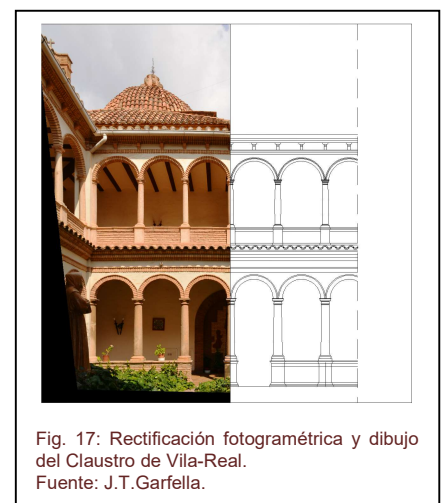 Fig. 17: Rectificación fotogramétrica y dibujo
del Claustro de Vila-Real.
Fuente: J.T.Garfella.